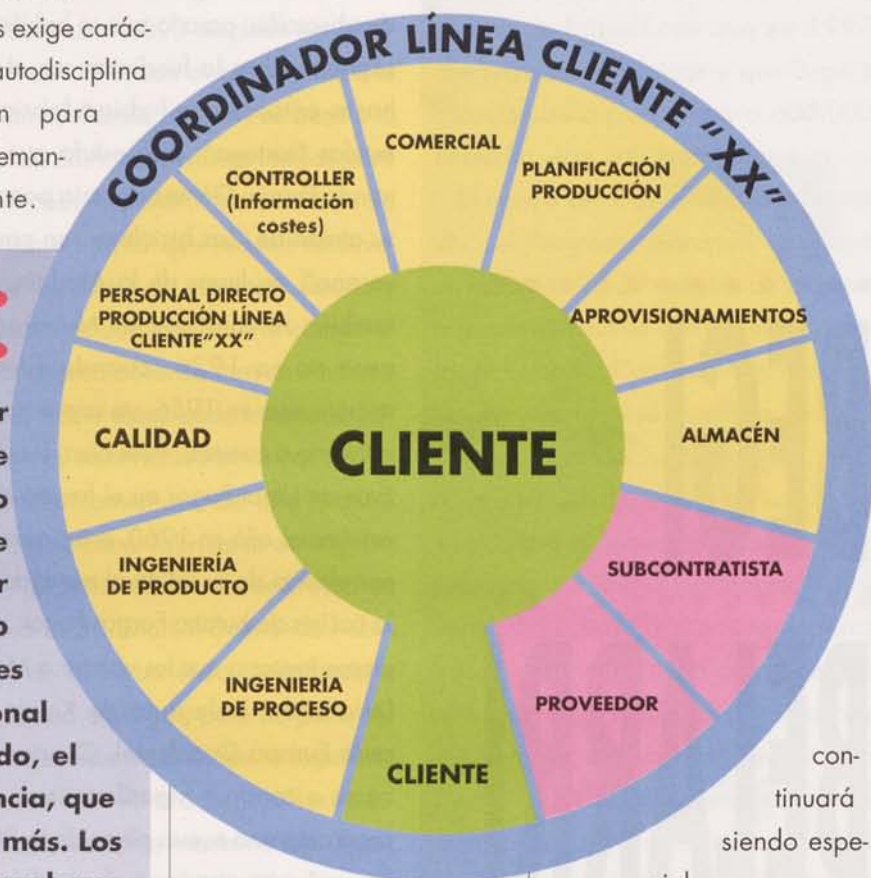 s exige carác-
autodisciplina
n para
eman-
nte.
COORDINADOR LÍNEA CLIENTE "XX"
COMERCIAL
PLANIFICACIÓN
PRODUCCIÓN
APROVISIONAMIENTOS
ALMACÉN
SUBCONTRATISTA
PROVEEDOR
CLIENTE
INGENIERÍA
DE PROCESO
INGENIERÍA
DE PRODUCTO
CALIDAD
PERSONAL DIRECTO
PRODUCCIÓN LÍNEA
CLIENTE"XX"
CONTROLLER
(Información
costes)
CLIENTE
r
e
o
e
r
o
es
onal
do, el
ncia, que
más. Los
con-
tinuará
siendo espe-